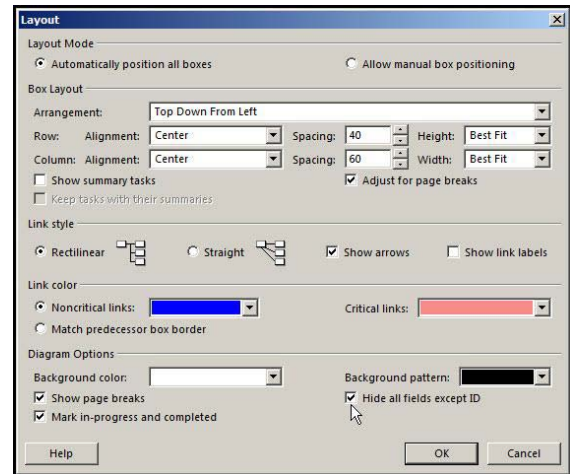 Layout
Layout Mode
Automatically position all boxes Allow manual box positioning
Box Layout
Arrangement: Top Down From Left
Row: Alignment: Center Spacing: 40 Height: Best Fit
Column: Alignment: Center Spacing: 60 Width: Best Fit
Show summary tasks Adjust for page breaks
Keep tasks with their summaries
Link style
Rectilinear Straight Show arrows Show link labels
Link color
Noncritical links: Critical links:
Match predecessor box border
Diagram Options
Background color: Background pattern:
Show page breaks Hide all fields except ID
Mark in-progress and completed
Help OK Cancel